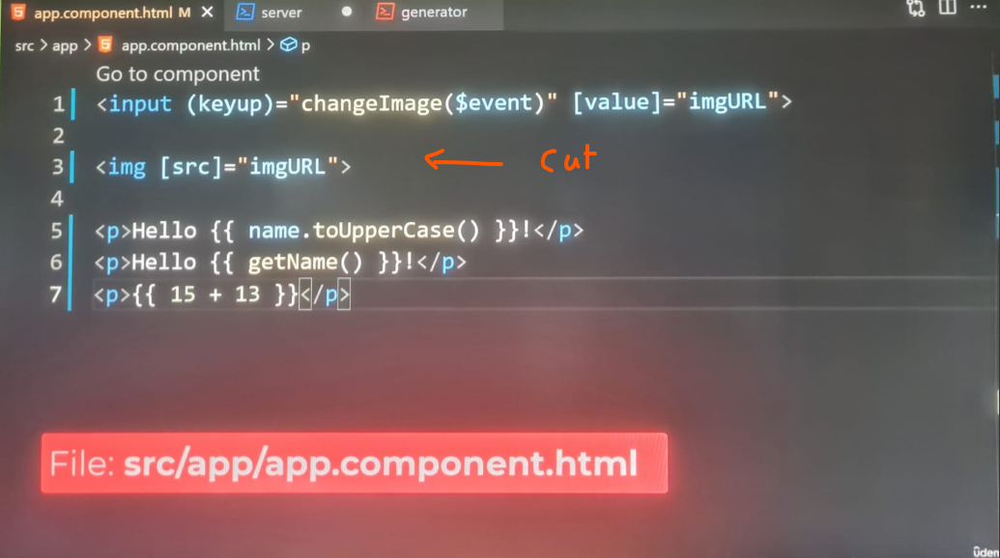 app.component.html M × server generator
src > app > app.component.html > p
Go to component
1 <input (keyup)="changeImage($event)" [value]="imgURL">
2
3 <img [src]="imgURL"> ← cut
4
5 <p>Hello {{ name.toUpperCase() }}!</p>
6 <p>Hello {{ getName() }}!</p>
7 <p>{{ 15 + 13 }}</p>
File: src/app/app.component.html